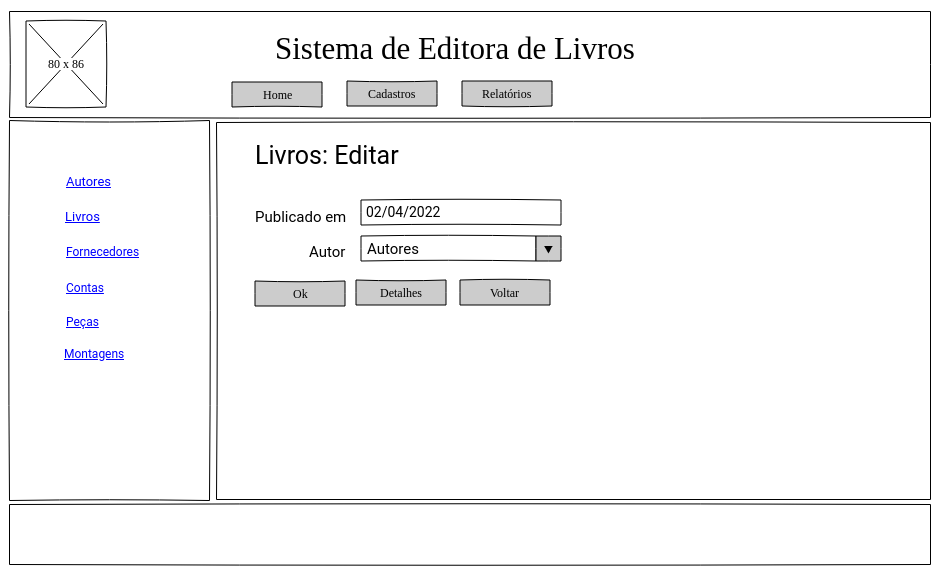 80 x 86
Sistema de Editora de Livros
Home
Cadastros
Relatórios
Autores
Livros
Fornecedores
Contas
Peças
Montagens
Livros: Editar
Publicado em
02/04/2022
Autor
Autores
Ok
Detalhes
Voltar